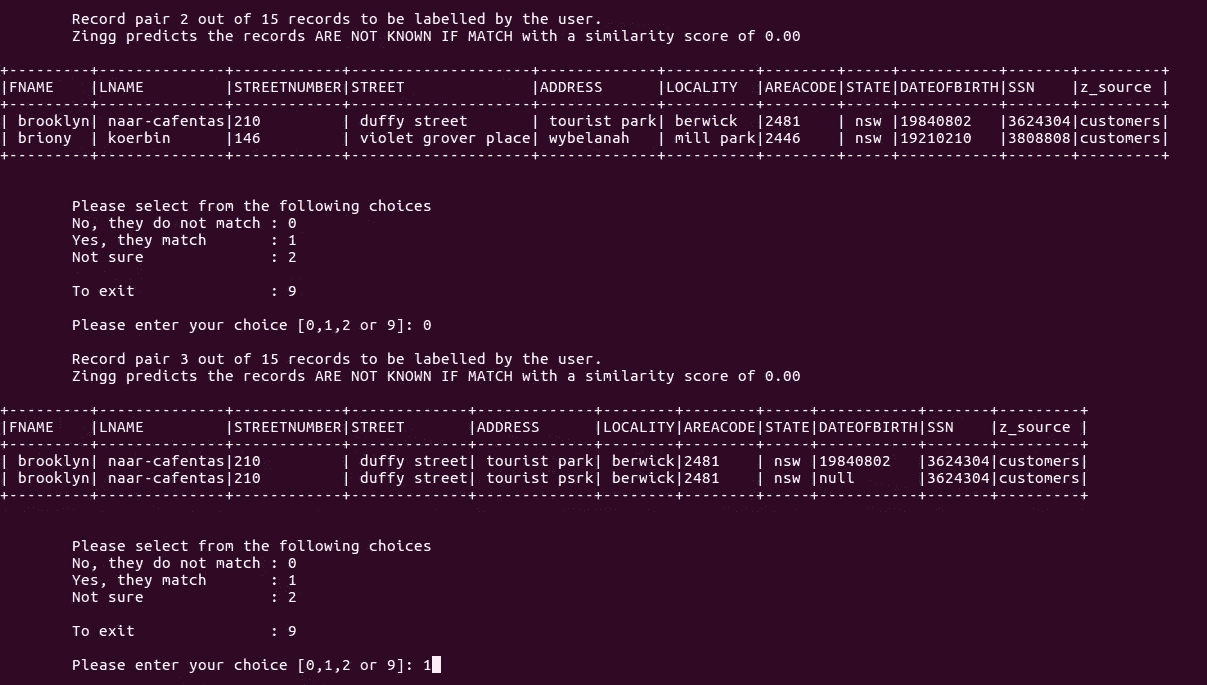 Record pair 2 out of 15 records to be labelled by the user.
Zingg predicts the records ARE NOT KNOWN IF MATCH with a similarity score of 0.00
+---------+--------------+------------+--------------------+-------------+----------+--------+-----+-----------+-------+---------+
|FNAME    |LNAME         |STREETNUMBER|STREET              |ADDRESS      |LOCALITY  |AREACODE|STATE|DATEOFBIRTH|SSN    |z_source |
+---------+--------------+------------+--------------------+-------------+----------+--------+-----+-----------+-------+---------+
| brooklyn| naar-cafentas|210         | duffy street       | tourist park| berwick  |2481    | nsw |19840802   |3624304|customers|
| briony  | koerbin      |146         | violet grover place| wybelanah   | mill park|2446    | nsw |19210210   |3808808|customers|
+---------+--------------+------------+--------------------+-------------+----------+--------+-----+-----------+-------+---------+
Please select from the following choices
No, they do not match : 0
Yes, they match       : 1
Not sure              : 2
To exit               : 9
Please enter your choice [0,1,2 or 9]: 0
Record pair 3 out of 15 records to be labelled by the user.
Zingg predicts the records ARE NOT KNOWN IF MATCH with a similarity score of 0.00
+---------+--------------+------------+-------------+-------------+--------+--------+-----+-----------+-------+---------+
|FNAME    |LNAME         |STREETNUMBER|STREET       |ADDRESS      |LOCALITY|AREACODE|STATE|DATEOFBIRTH|SSN    |z_source |
+---------+--------------+------------+-------------+-------------+--------+--------+-----+-----------+-------+---------+
| brooklyn| naar-cafentas|210         | duffy street| tourist park| berwick|2481    | nsw |19840802   |3624304|customers|
| brooklyn| naar-cafentas|210         | duffy street| tourist psrk| berwick|2481    | nsw |null       |3624304|customers|
+---------+--------------+------------+-------------+-------------+--------+--------+-----+-----------+-------+---------+
Please select from the following choices
No, they do not match : 0
Yes, they match       : 1
Not sure              : 2
To exit               : 9
Please enter your choice [0,1,2 or 9]: 1